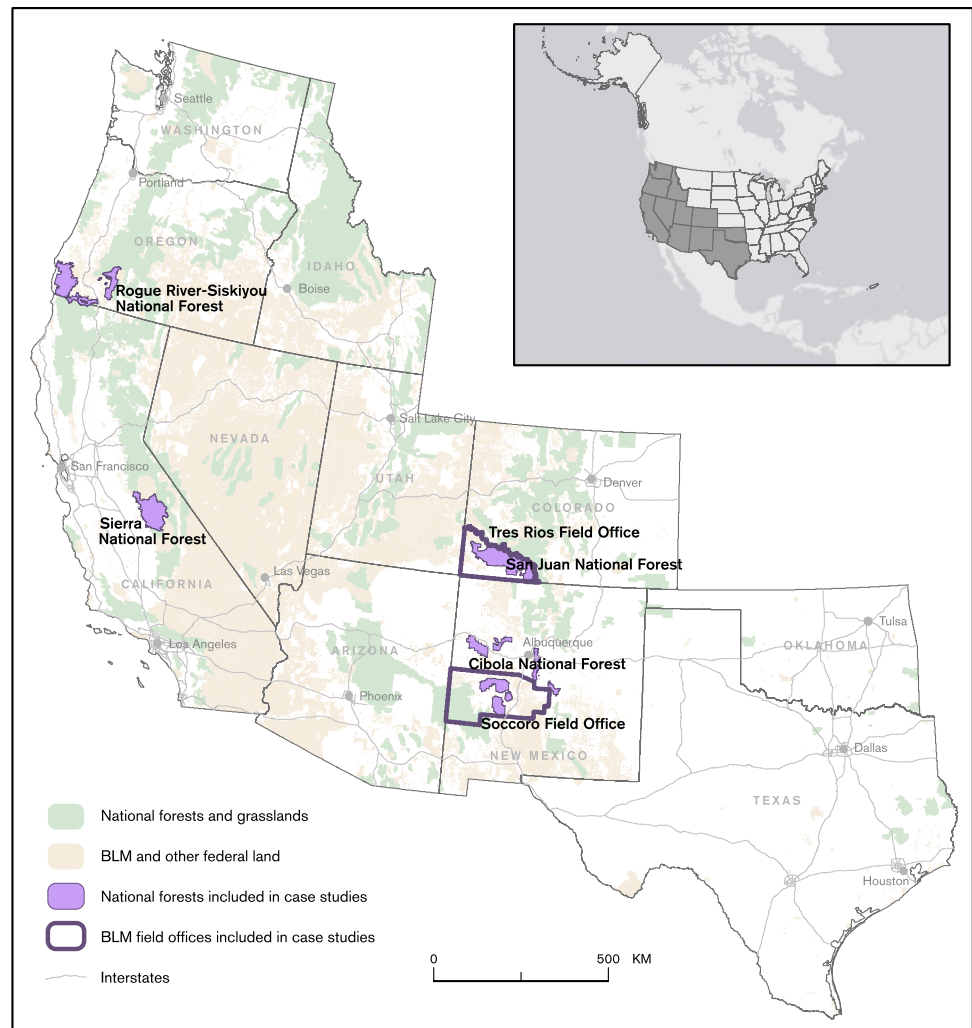 Seattle
WASHINGTON
Portland
OREGON
IDAHO
Rogue River-Siskiyou
National Forest
Boise
Salt Lake City
NEVADA
San Francisco
UTAH
Denver
COLORADO
Sierra
National Forest
Tres Rios Field Office
San Juan National Forest
Las Vegas
CALIFORNIA
Tulsa
Los Angeles
ARIZONA
Albuquerque
OKLAHOMA
Cibola National Forest
Phoenix
Soccoro Field Office
NEW MEXICO
Dallas
TEXAS
Houston
National forests and grasslands
BLM and other federal land
National forests included in case studies
BLM field offices included in case studies
Interstates
0 500 KM